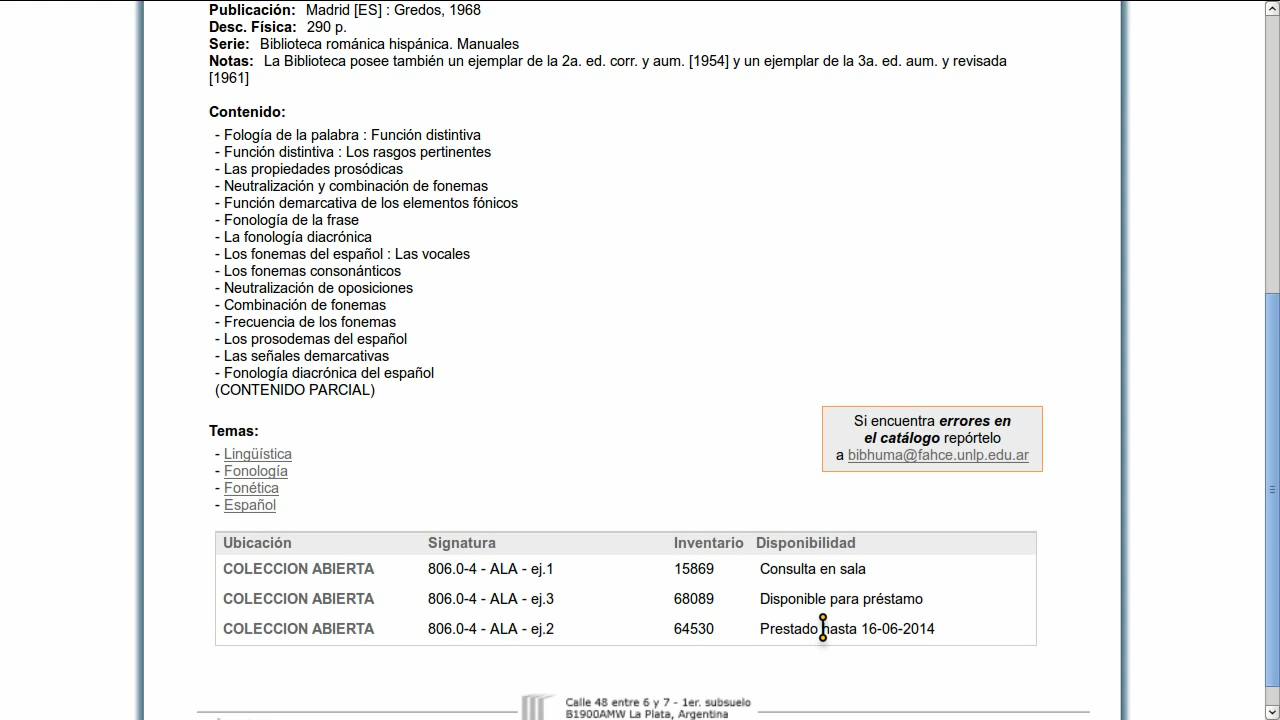 Publicación: Madrid [ES] : Gredos, 1968
Desc. Física: 290 p.
Serie: Biblioteca románica hispánica. Manuales
Notas: La Biblioteca posee también un ejemplar de la 2a. ed. corr. y aum. [1954] y un ejemplar de la 3a. ed. aum. y revisada
[1961]
Contenido:
- Fología de la palabra : Función distintiva
- Función distintiva : Los rasgos pertinentes
- Las propiedades prosódicas
- Neutralización y combinación de fonemas
- Función demarcativa de los elementos fónicos
- Fonología de la frase
- La fonología diacrónica
- Los fonemas del español : Las vocales
- Los fonemas consonánticos
- Neutralización de oposiciones
- Combinación de fonemas
- Frecuencia de los fonemas
- Los prosodemas del español
- Las señales demarcativas
- Fonología diacrónica del español
(CONTENIDO PARCIAL)
Si encuentra errores en
el catálogo repórtelo
a bibhuma@fahce.unlp.edu.ar
Temas:
- Lingüística
- Fonología
- Fonética
- Español
Ubicación Signatura Inventario Disponibilidad
COLECCION ABIERTA 806.0-4 - ALA - ej.1 15869 Consulta en sala
COLECCION ABIERTA 806.0-4 - ALA - ej.3 68089 Disponible para préstamo
COLECCION ABIERTA 806.0-4 - ALA - ej.2 64530 Prestado hasta 16-06-2014
Calle 48 entre 6 y 7 - 1er. subsuelo
B1900AMW La Plata, Argentina